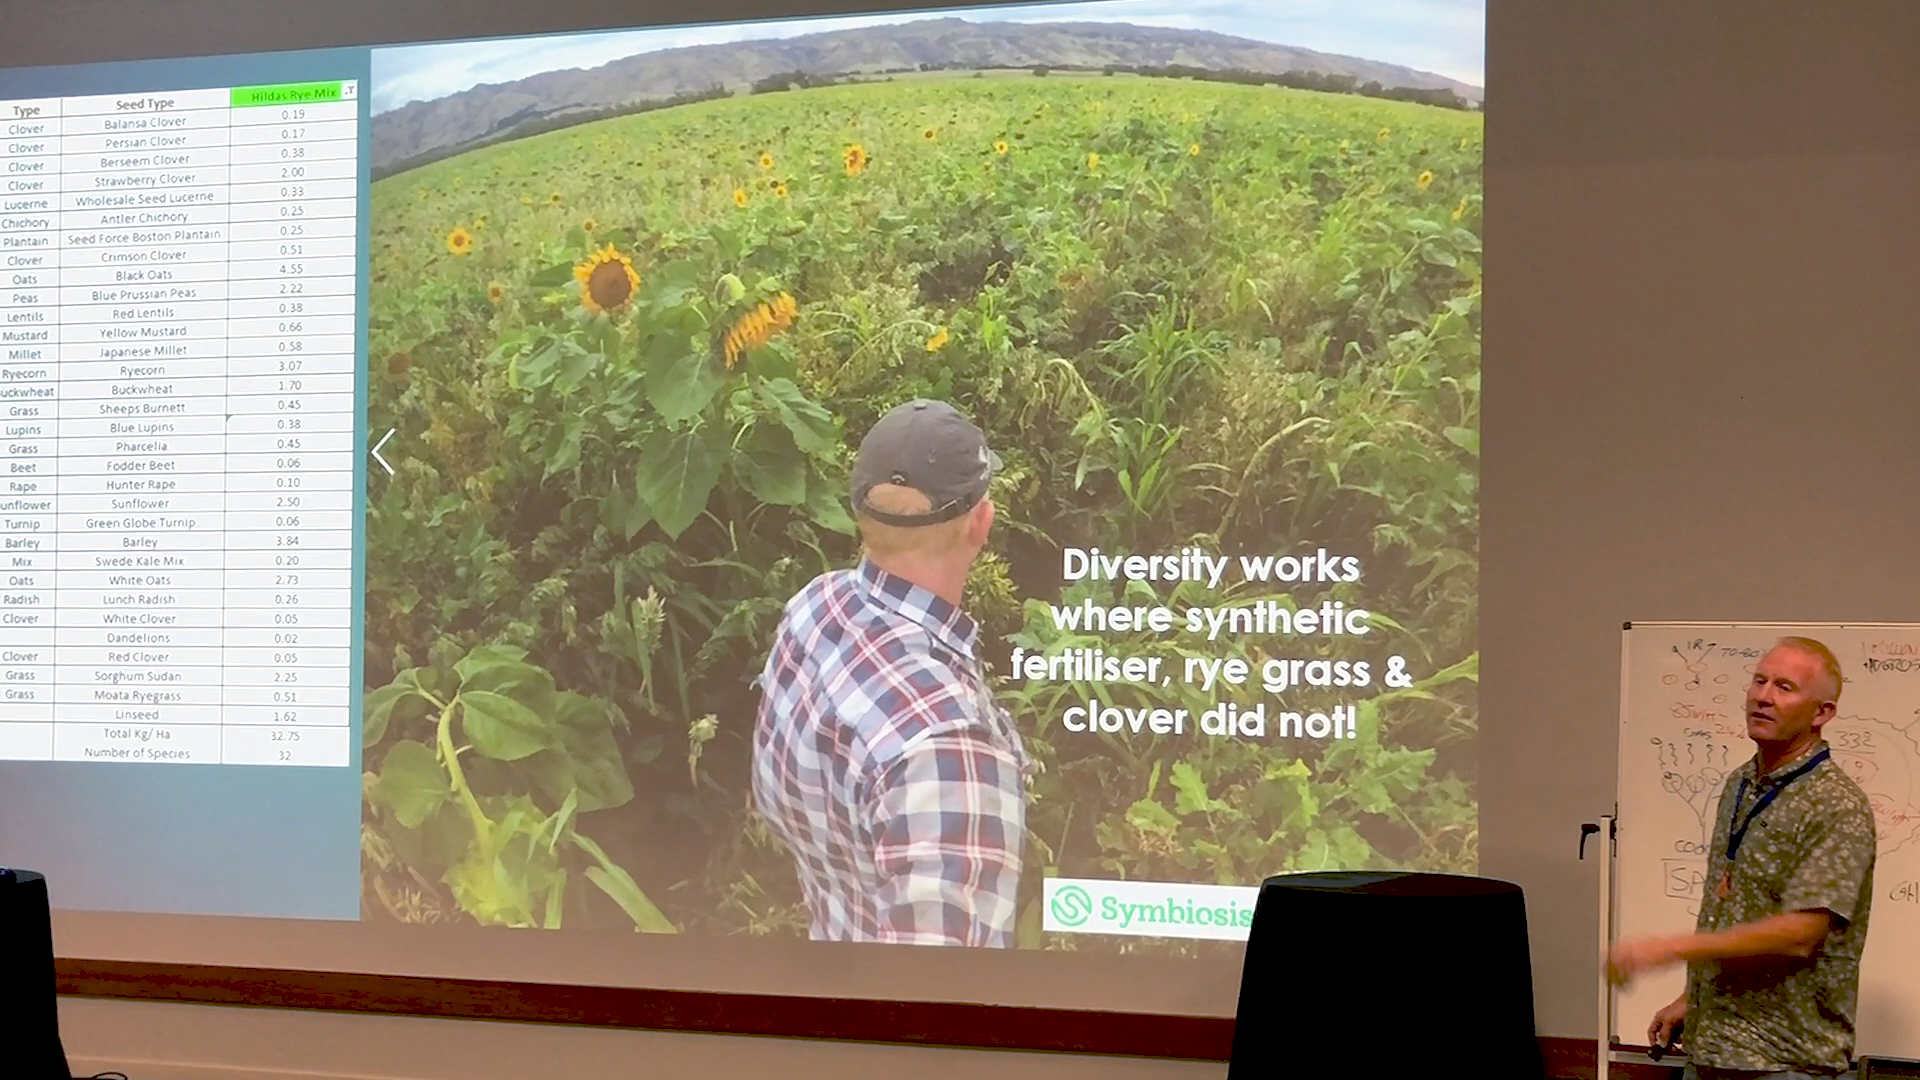 Type Seed Type Hildas Rye Mix
Clover Balansa Clover 0.19
Clover Persian Clover 0.17
Clover Berseem Clover 0.38
Clover Strawberry Clover 2.00
Lucerne Wholesale Seed Lucerne 0.33
Chichory Antler Chichory 0.25
Plantain Seed Force Boston Plantain 0.25
Clover Crimson Clover 0.51
Oats Black Oats 4.55
Peas Blue Prussian Peas 2.22
Lentils Red Lentils 0.38
Mustard Yellow Mustard 0.66
Millet Japanese Millet 0.58
Ryecorn Ryecorn 3.07
uckwheat Buckwheat 1.70
Grass Sheeps Burnett 0.45
Lupins Blue Lupins 0.38
Grass Pharcelia 0.45
Beet Fodder Beet 0.06
Rape Hunter Rape 0.10
unflower Sunflower 2.50
Turnip Green Globe Turnip 0.06
Barley Barley 3.84
Mix Swede Kale Mix 0.20
Oats White Oats 2.73
Radish Lunch Radish 0.26
Clover White Clover 0.05
Dandelions 0.02
Clover Red Clover 0.05
Grass Sorghum Sudan 2.25
Grass Moata Ryegrass 0.51
Linseed 1.62
Total Kg/ Ha 32.75
Number of Species 32
Diversity works
where synthetic
fertiliser, rye grass &
clover did not!
Symbiosis
332